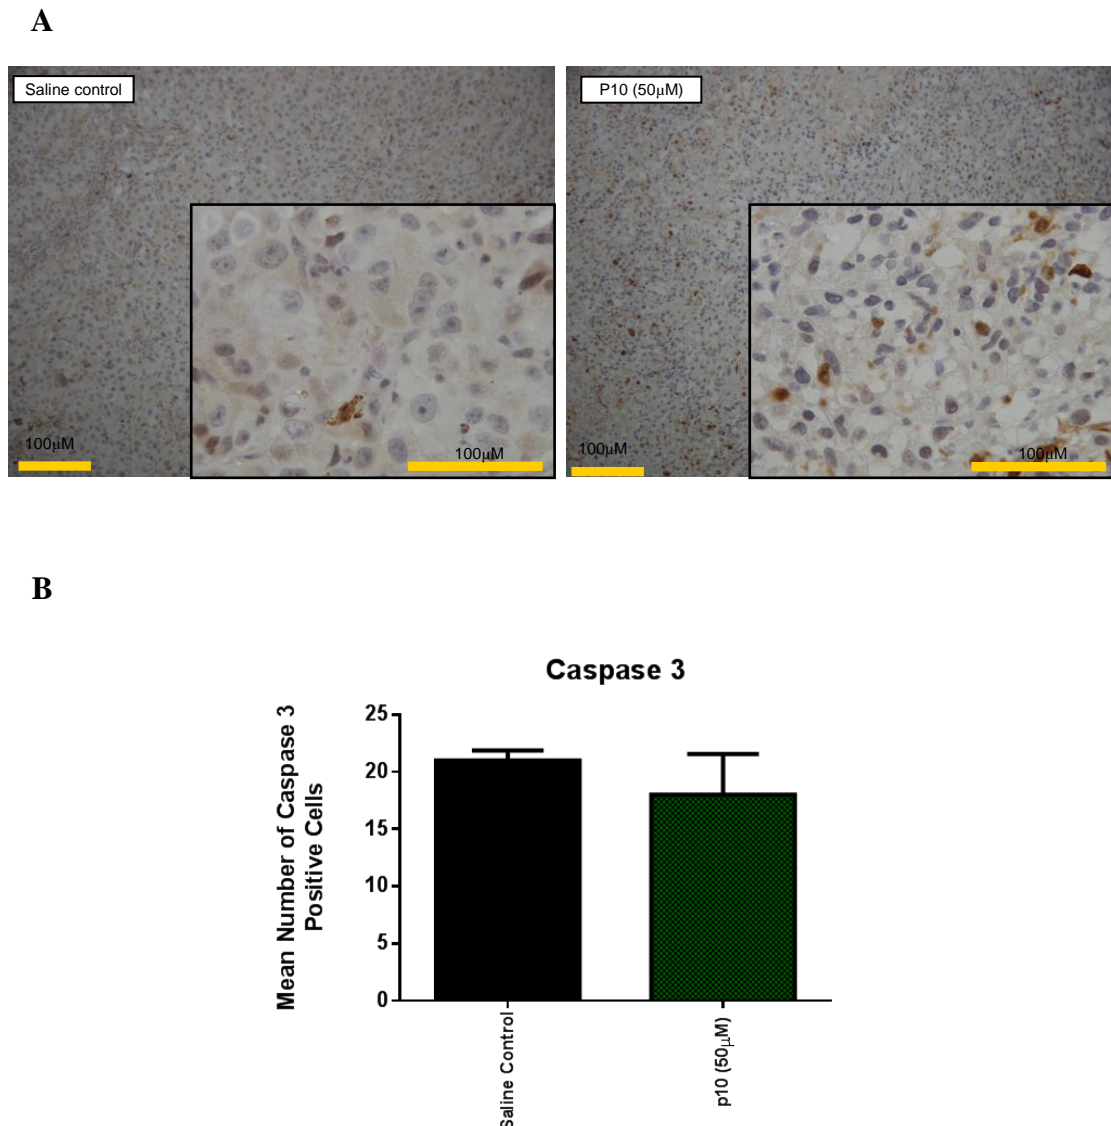 A
Saline control
P10 (50μM)
100μM
100μM
100μM
100μM
B
Caspase 3
Mean Number of Caspase 3
Positive Cells
25
20
15
10
5
0
Saline Control
p10 (50μM)